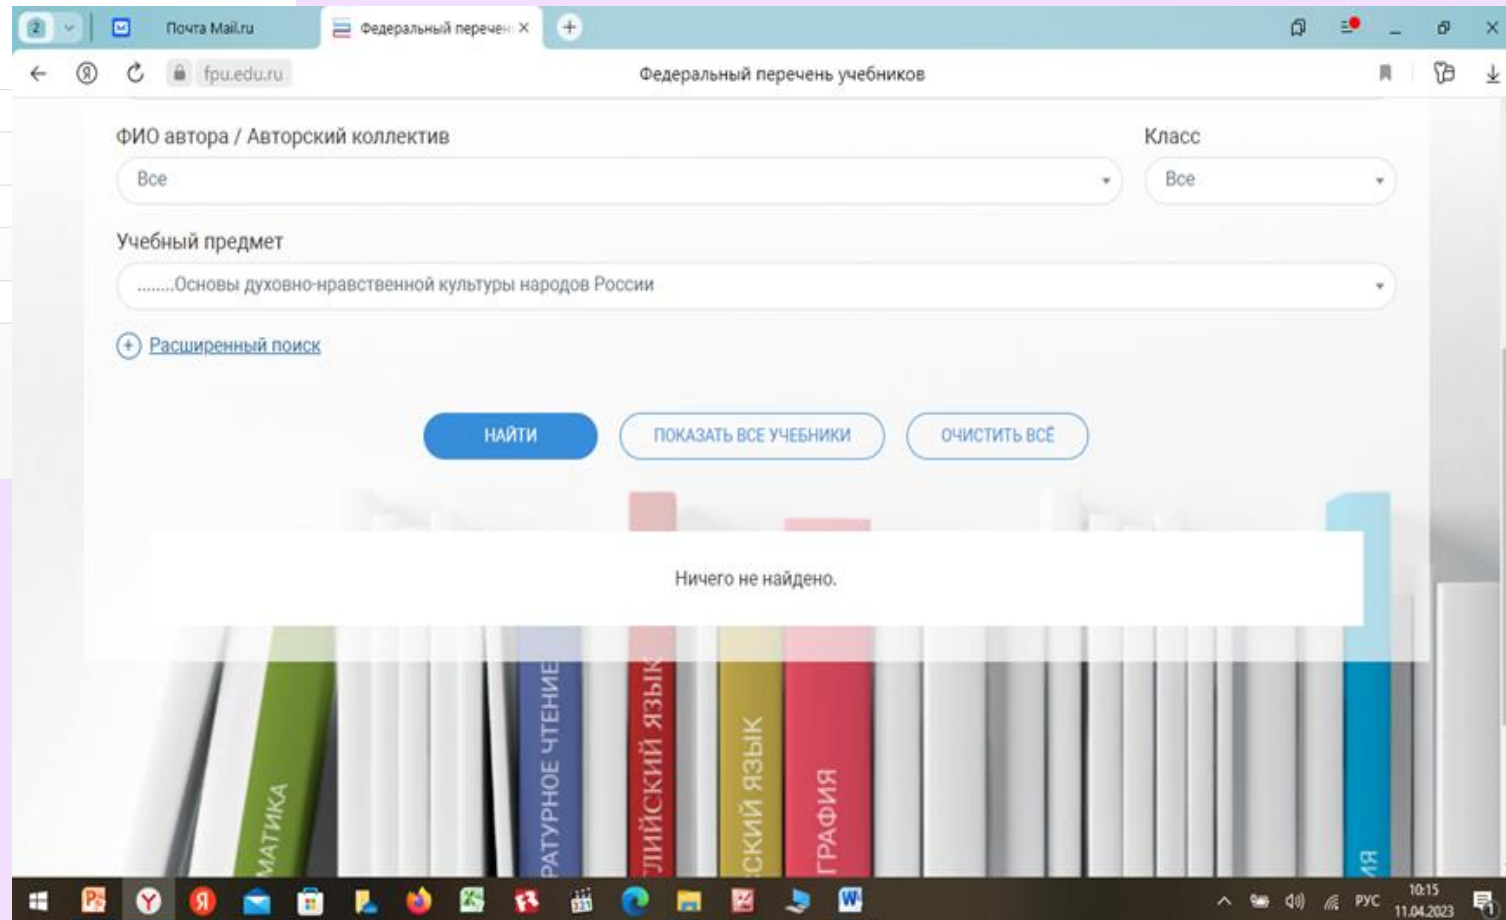 2
Почта Mail.ru
Федеральный перечен
fpu.edu.ru
Федеральный перечень учебников
ФИО автора / Авторский коллектив
Класс
Все
Все
Учебный предмет
........Основы духовно-нравственной культуры народов России
Расширенный поиск
НАЙТИ
ПОКАЗАТЬ ВСЕ УЧЕБНИКИ
ОЧИСТИТЬ ВСЁ
Ничего не найдено.
МАТИКА
РАТУРНОЕ ЧТЕНИЕ
ЛИЙСКИЙ ЯЗЫК
СКИЙ ЯЗЫК
ГРАФИЯ
ИЯ
РУС
10:15
11.04.2023